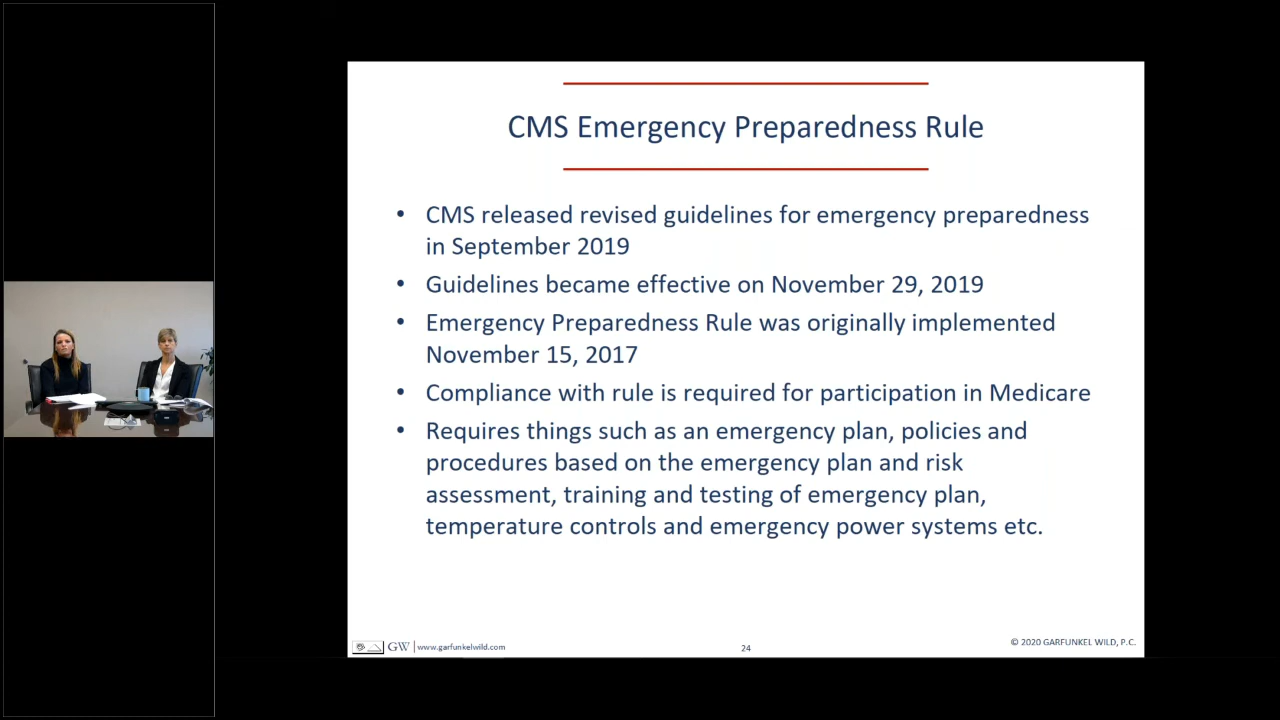 CMS Emergency Preparedness Rule
• CMS released revised guidelines for emergency preparedness
in September 2019
• Guidelines became effective on November 29, 2019
• Emergency Preparedness Rule was originally implemented
November 15, 2017
• Compliance with rule is required for participation in Medicare
• Requires things such as an emergency plan, policies and
procedures based on the emergency plan and risk
assessment, training and testing of emergency plan,
temperature controls and emergency power systems etc.
GW | www.garfunkelwild.com
24
© 2020 GARFUNKEL WILD, P.C.